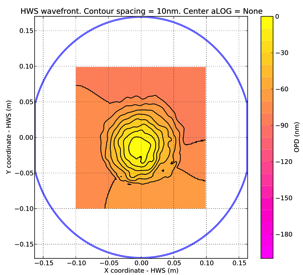 HWS wavefront. Contour spacing = 10nm. Center aLOG = None
0.15
0.10
0.05
0.00
−0.05
−0.10
−0.15
Y coordinate - HWS (m)
−0.15 −0.10 −0.05 0.00 0.05 0.10 0.15
X coordinate - HWS (m)
0
−30
−60
−90
−120
−150
−180
OPD (nm)